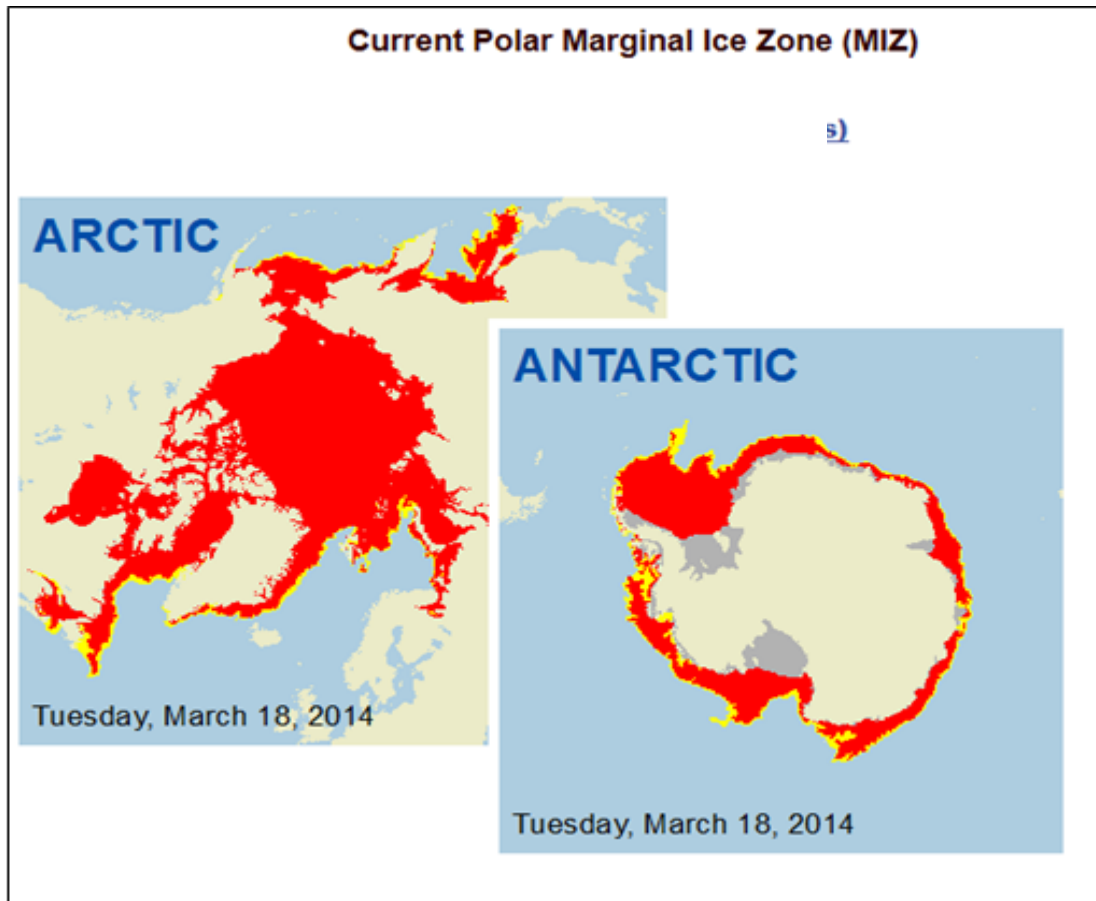 Current Polar Marginal Ice Zone (MIZ)
s)
ARCTIC
Tuesday, March 18, 2014
ANTARCTIC
Tuesday, March 18, 2014